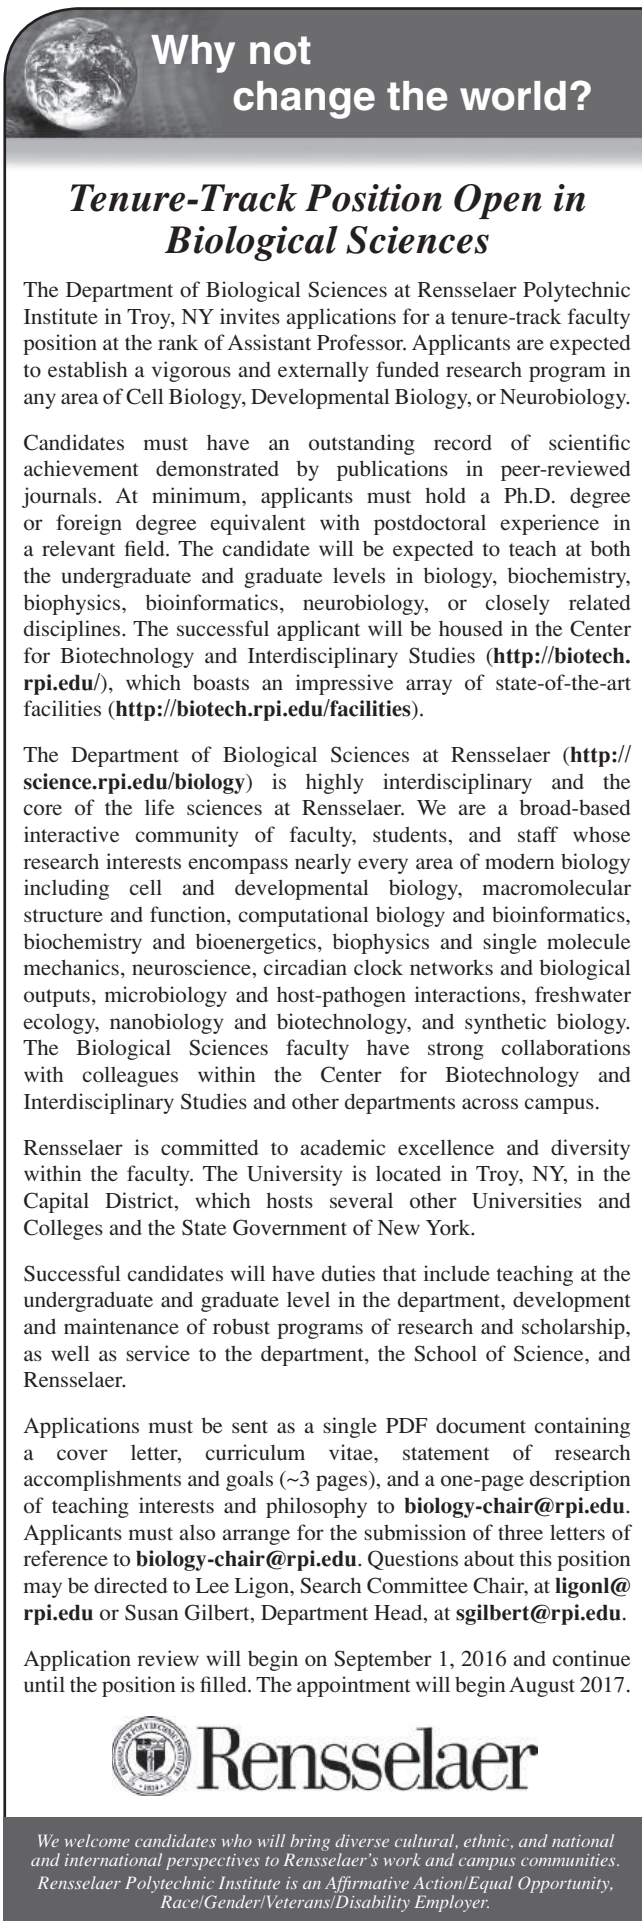 Why not
change the world?
Tenure-Track Position Open in
Biological Sciences
The Department of Biological Sciences at Rensselaer Polytechnic
Institute in Troy, NY invites applications for a tenure-track faculty
position at the rank of Assistant Professor. Applicants are expected
to establish a vigorous and externally funded research program in
any area of Cell Biology, Developmental Biology, or Neurobiology.
Candidates must have an outstanding record of scientific
achievement demonstrated by publications in peer-reviewed
journals. At minimum, applicants must hold a Ph.D. degree
or foreign degree equivalent with postdoctoral experience in
a relevant field. The candidate will be expected to teach at both
the undergraduate and graduate levels in biology, biochemistry,
biophysics, bioinformatics, neurobiology, or closely related
disciplines. The successful applicant will be housed in the Center
for Biotechnology and Interdisciplinary Studies (http://biotech.
rpi.edu/), which boasts an impressive array of state-of-the-art
facilities (http://biotech.rpi.edu/facilities).
The Department of Biological Sciences at Rensselaer (http://
science.rpi.edu/biology) is highly interdisciplinary and the
core of the life sciences at Rensselaer. We are a broad-based
interactive community of faculty, students, and staff whose
research interests encompass nearly every area of modern biology
including cell and developmental biology, macromolecular
structure and function, computational biology and bioinformatics,
biochemistry and bioenergetics, biophysics and single molecule
mechanics, neuroscience, circadian clock networks and biological
outputs, microbiology and host-pathogen interactions, freshwater
ecology, nanobiology and biotechnology, and synthetic biology.
The Biological Sciences faculty have strong collaborations
with colleagues within the Center for Biotechnology and
Interdisciplinary Studies and other departments across campus.
Rensselaer is committed to academic excellence and diversity
within the faculty. The University is located in Troy, NY, in the
Capital District, which hosts several other Universities and
Colleges and the State Government of New York.
Successful candidates will have duties that include teaching at the
undergraduate and graduate level in the department, development
and maintenance of robust programs of research and scholarship,
as well as service to the department, the School of Science, and
Rensselaer.
Applications must be sent as a single PDF document containing
a cover letter, curriculum vitae, statement of research
accomplishments and goals (~3 pages), and a one-page description
of teaching interests and philosophy to biology-chair@rpi.edu.
Applicants must also arrange for the submission of three letters of
reference to biology-chair@rpi.edu. Questions about this position
may be directed to Lee Ligon, Search Committee Chair, at ligonl@
rpi.edu or Susan Gilbert, Department Head, at sgilbert@rpi.edu.
Application review will begin on September 1, 2016 and continue
until the position is filled. The appointment will begin August 2017.
Rensselaer
We welcome candidates who will bring diverse cultural, ethnic, and national
and international perspectives to Rensselaer's work and campus communities.
Rensselaer Polytechnic Institute is an Affirmative Action/Equal Opportunity,
Race/Gender/Veterans/Disability Employer.